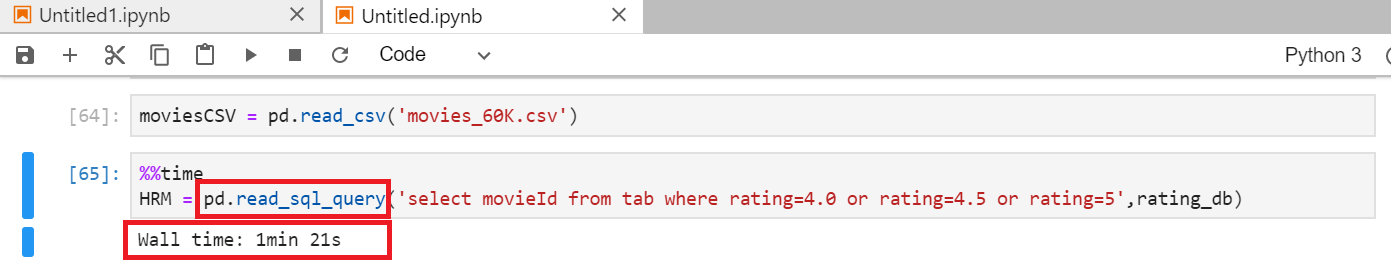 Untitled1.ipynb
Untitled.ipynb
Code
Python 3
[64]: moviesCSV = pd.read_csv('movies_60K.csv')
[65]: %%time
HRM = pd.read_sql_query('select movieId from tab where rating=4.0 or rating=4.5 or rating=5',rating_db)
Wall time: 1min 21s